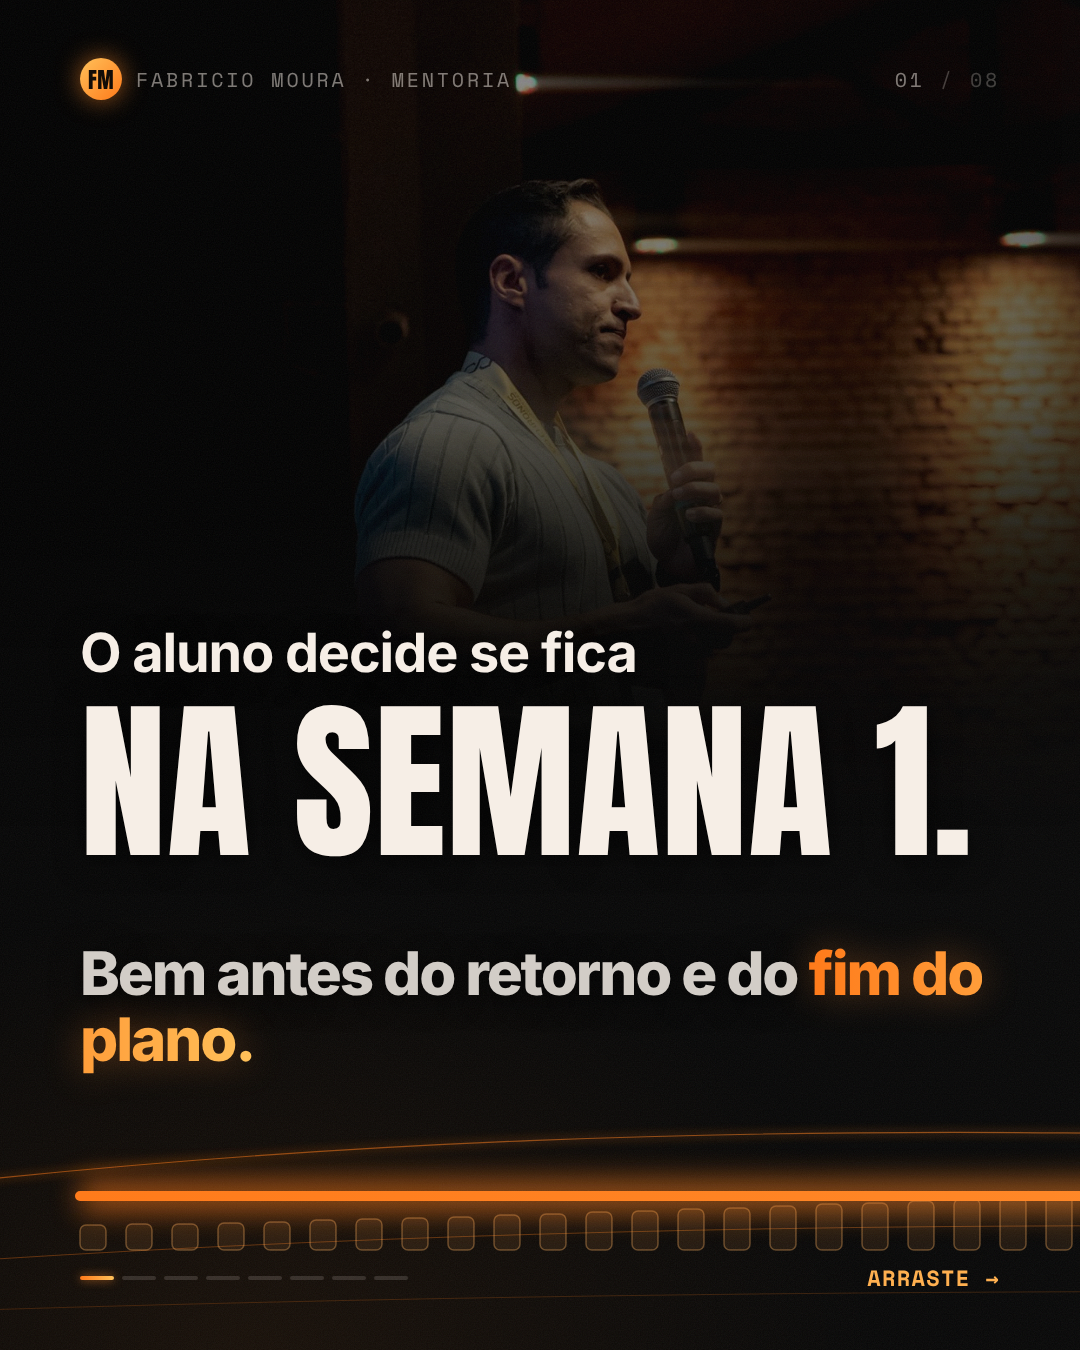 FM FABRICIO MOURA · MENTORIA
01 / 08
O aluno decide se fica
NA SEMANA 1.
Bem antes do retorno e do fim do
plano.
ARRASTE →